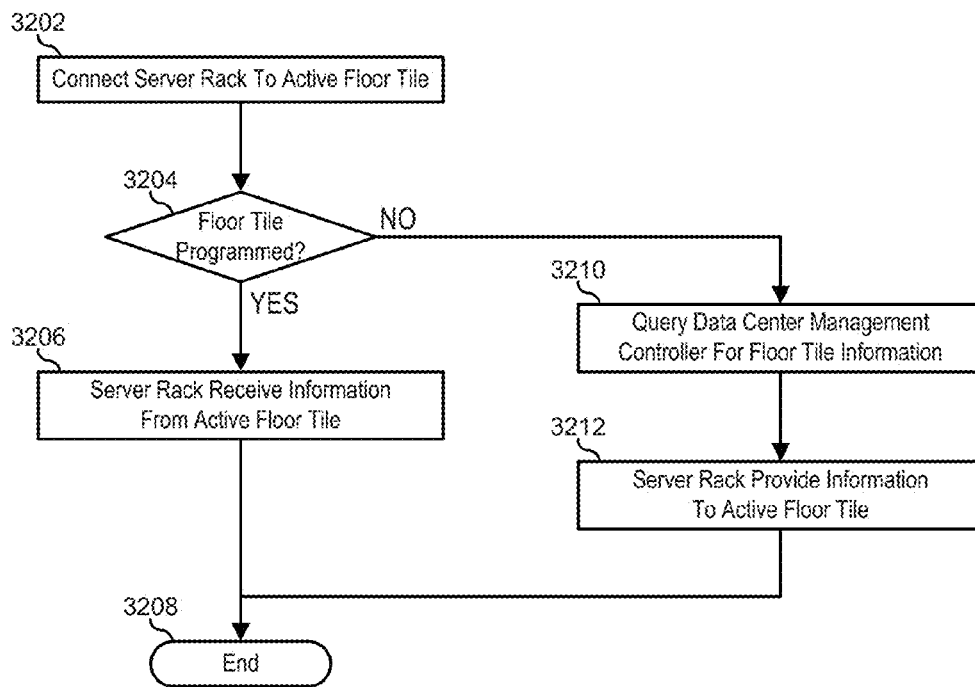 3202
Connect Server Rack To Active Floor Tile
3204
Floor Tile
Programmed?
NO
YES
3206
Server Rack Receive Information
From Active Floor Tile
3210
Query Data Center Management
Controller For Floor Tile Information
3212
Server Rack Provide Information
To Active Floor Tile
3208
End